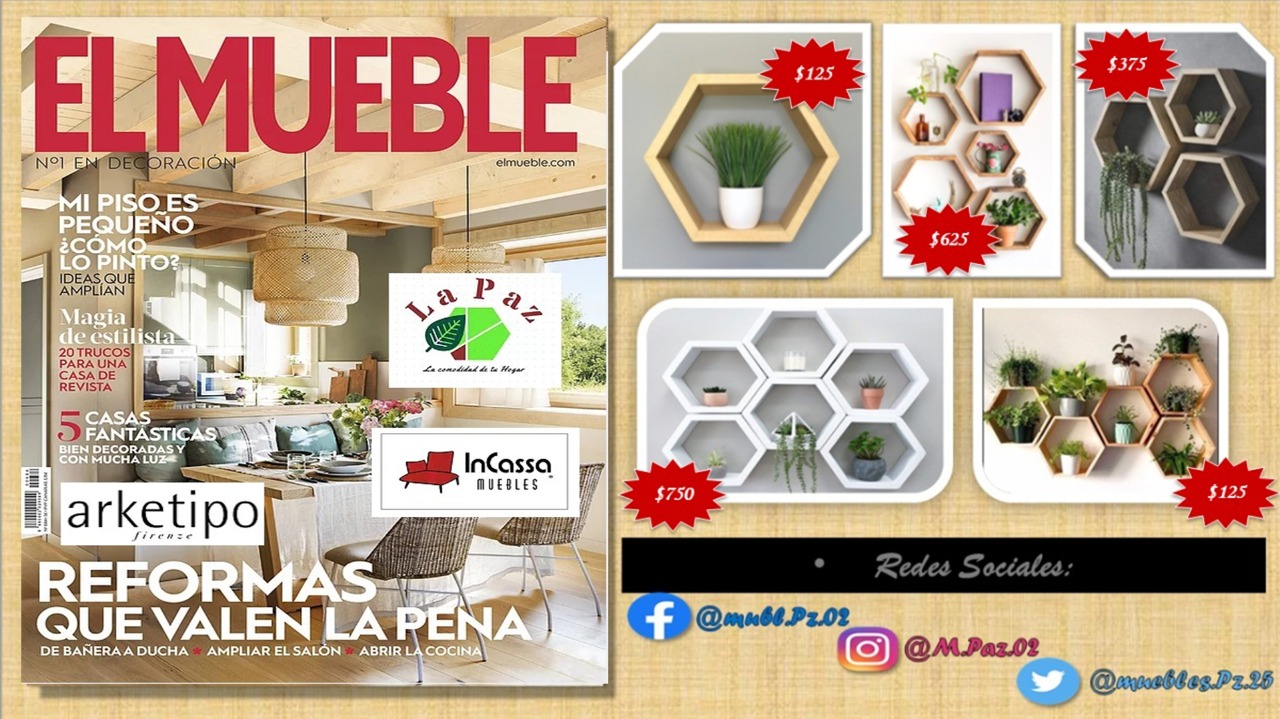 EL MUEBLE
Nº1 EN DECORACIÓN
elmueble.com
MI PISO ES
PEQUEÑO
¿CÓMO
LO PINTO?
IDEAS QUE
AMPLÍAN
Magia
de estilista
20 TRUCOS
PARA UNA
CASA DE
REVISTA
5 CASAS
FANTÁSTICAS
BIEN DECORADAS Y
CON MUCHA LUZ
La Paz
La comodidad de tu Hogar
InCassa
MUEBLES
arketipo
firenze
REFORMAS
QUE VALEN LA PENA
DE BAÑERA A DUCHA * AMPLIAR EL SALÓN * ABRIR LA COCINA
$125
$625
$375
$750
$125
• Redes Sociales:
@mubl.Pz.02
@M.Paz.02
@muebles.Pz.25